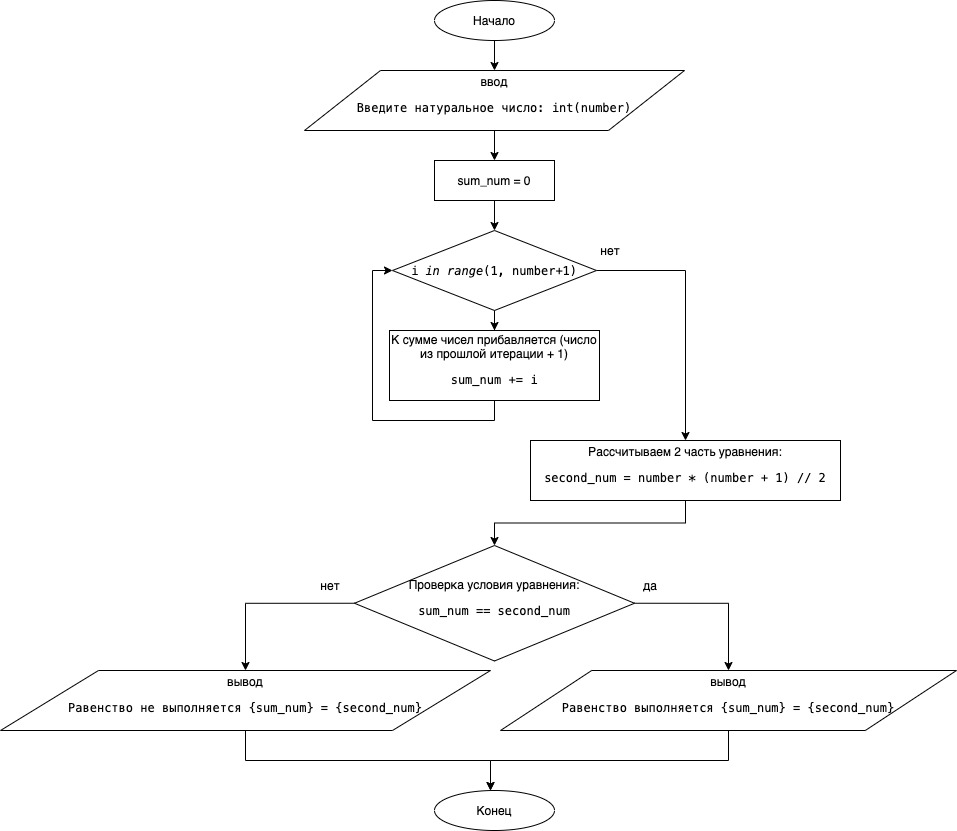 Начало
ввод
Введите натуральное число: int(number)
sum_num = 0
нет
i in range(1, number+1)
К сумме чисел прибавляется (число
из прошлой итерации + 1)
sum_num += i
Рассчитываем 2 часть уравнения:
second_num = number * (number + 1) // 2
нет
Проверка условия уравнения:
да
sum_num == second_num
вывод
Равенство не выполняется {sum_num} = {second_num}
вывод
Равенство выполняется {sum_num} = {second_num}
Конец